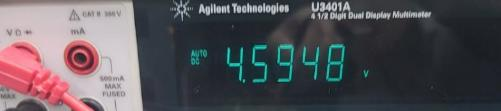 Agilent Technologies
U3401A
4 1/2 Digit Dual Display Multimeter
CAT II 300V
V Ω
mA
AUTO
DC
4.5948 V
500mA
MAX
FUSED
MAX